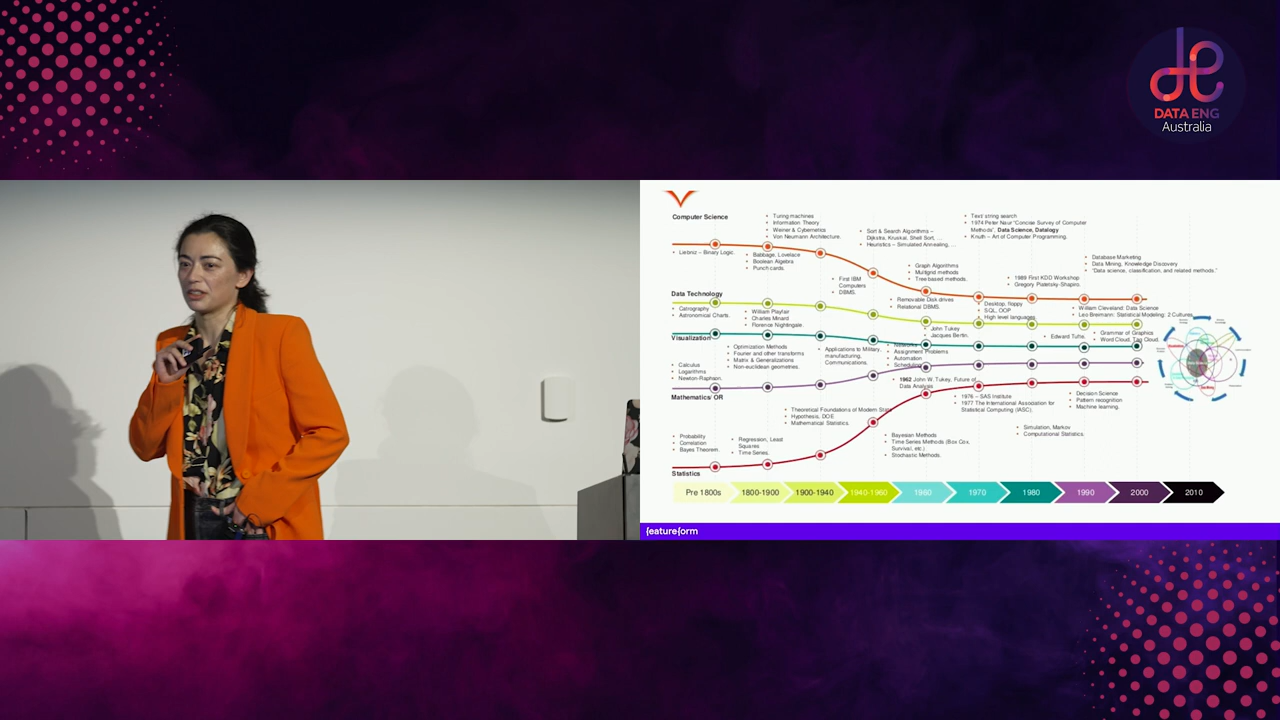 DATA ENG
Australia
Computer Science
Turing machines
Information Theory
Weiner & Cybernetics
Von Neumann Architecture.
Text/ string search
1974 Peter Naur "Concise Survey of Computer
Methods", Data Science, Datalogy
Knuth – Art of Computer Programming.
Sort & Search Algorithms –
Dijkstra, Kruskal, Shell Sort, ...
Heuristics – Simulated Annealing, ...
Leibniz – Binary Logic.
Babbage, Lovelace
Boolean Algebra
Punch cards.
Graph Algorithms
Multigrid methods
Tree based methods.
Database Marketing
Data Mining, Knowledge Discovery
"Data science, classification, and related methods."
First IBM
Computers
DBMS.
1989 First KDD Workshop
Gregory Piatetsky-Shapiro.
Data Technology
Removable Disk drives
Relational DBMS.
Desktop, floppy
SQL, OOP
High level languages.
William Cleveland: Data Science
Leo Breimann: Statistical Modeling: 2 Cultures
Catrography
Astronomical Charts.
William Playfair
Charles Minard
Florence Nightingale.
John Tukey
Jacques Bertin.
Edward Tufte.
Grammar of Graphics
Word Cloud, Tag Cloud.
Visualization
Optimization Methods
Fourier and other transforms
Matrix & Generalizations
Non-euclidean geometries.
Applications to Military,
manufacturing,
Communications.
Networks
Assignment Problems
Automation
Scheduling
Calculus
Logarithms
Newton-Raphson.
Mathematics/ OR
1962 John W. Tukey, Future of
Data Analysis
1976 – SAS Institute
1977 The International Association for
Statistical Computing (IASC).
Decision Science
Pattern recognition
Machine learning.
Theoretical Foundations of Modern Stats
Hypothesis, DOE
Mathematical Statistics.
Simulation, Markov
Computational Statistics.
Probability
Correlation
Bayes Theorem.
Regression, Least
Squares
Time Series.
Bayesian Methods
Time Series Methods (Box Cox,
Survival, etc.)
Stochastic Methods.
Statistics
Pre 1800s 1800-1900 1900-1940 1940-1960 1960 1970 1980 1990 2000 2010
featureform